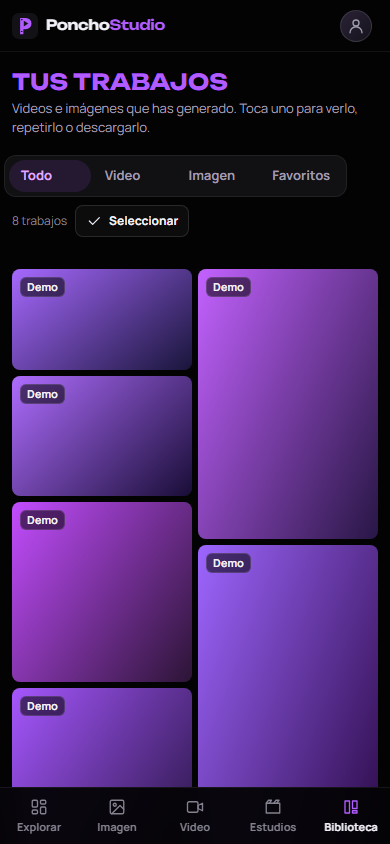 PonchoStudio
TUS TRABAJOS
Videos e imágenes que has generado. Toca uno para verlo,
repetirlo o descargarlo.
Todo
Video
Imagen
Favoritos
8 trabajos
Seleccionar
Demo
Demo
Demo
Demo
Demo
Demo
Explorar
Imagen
Video
Estudios
Biblioteca